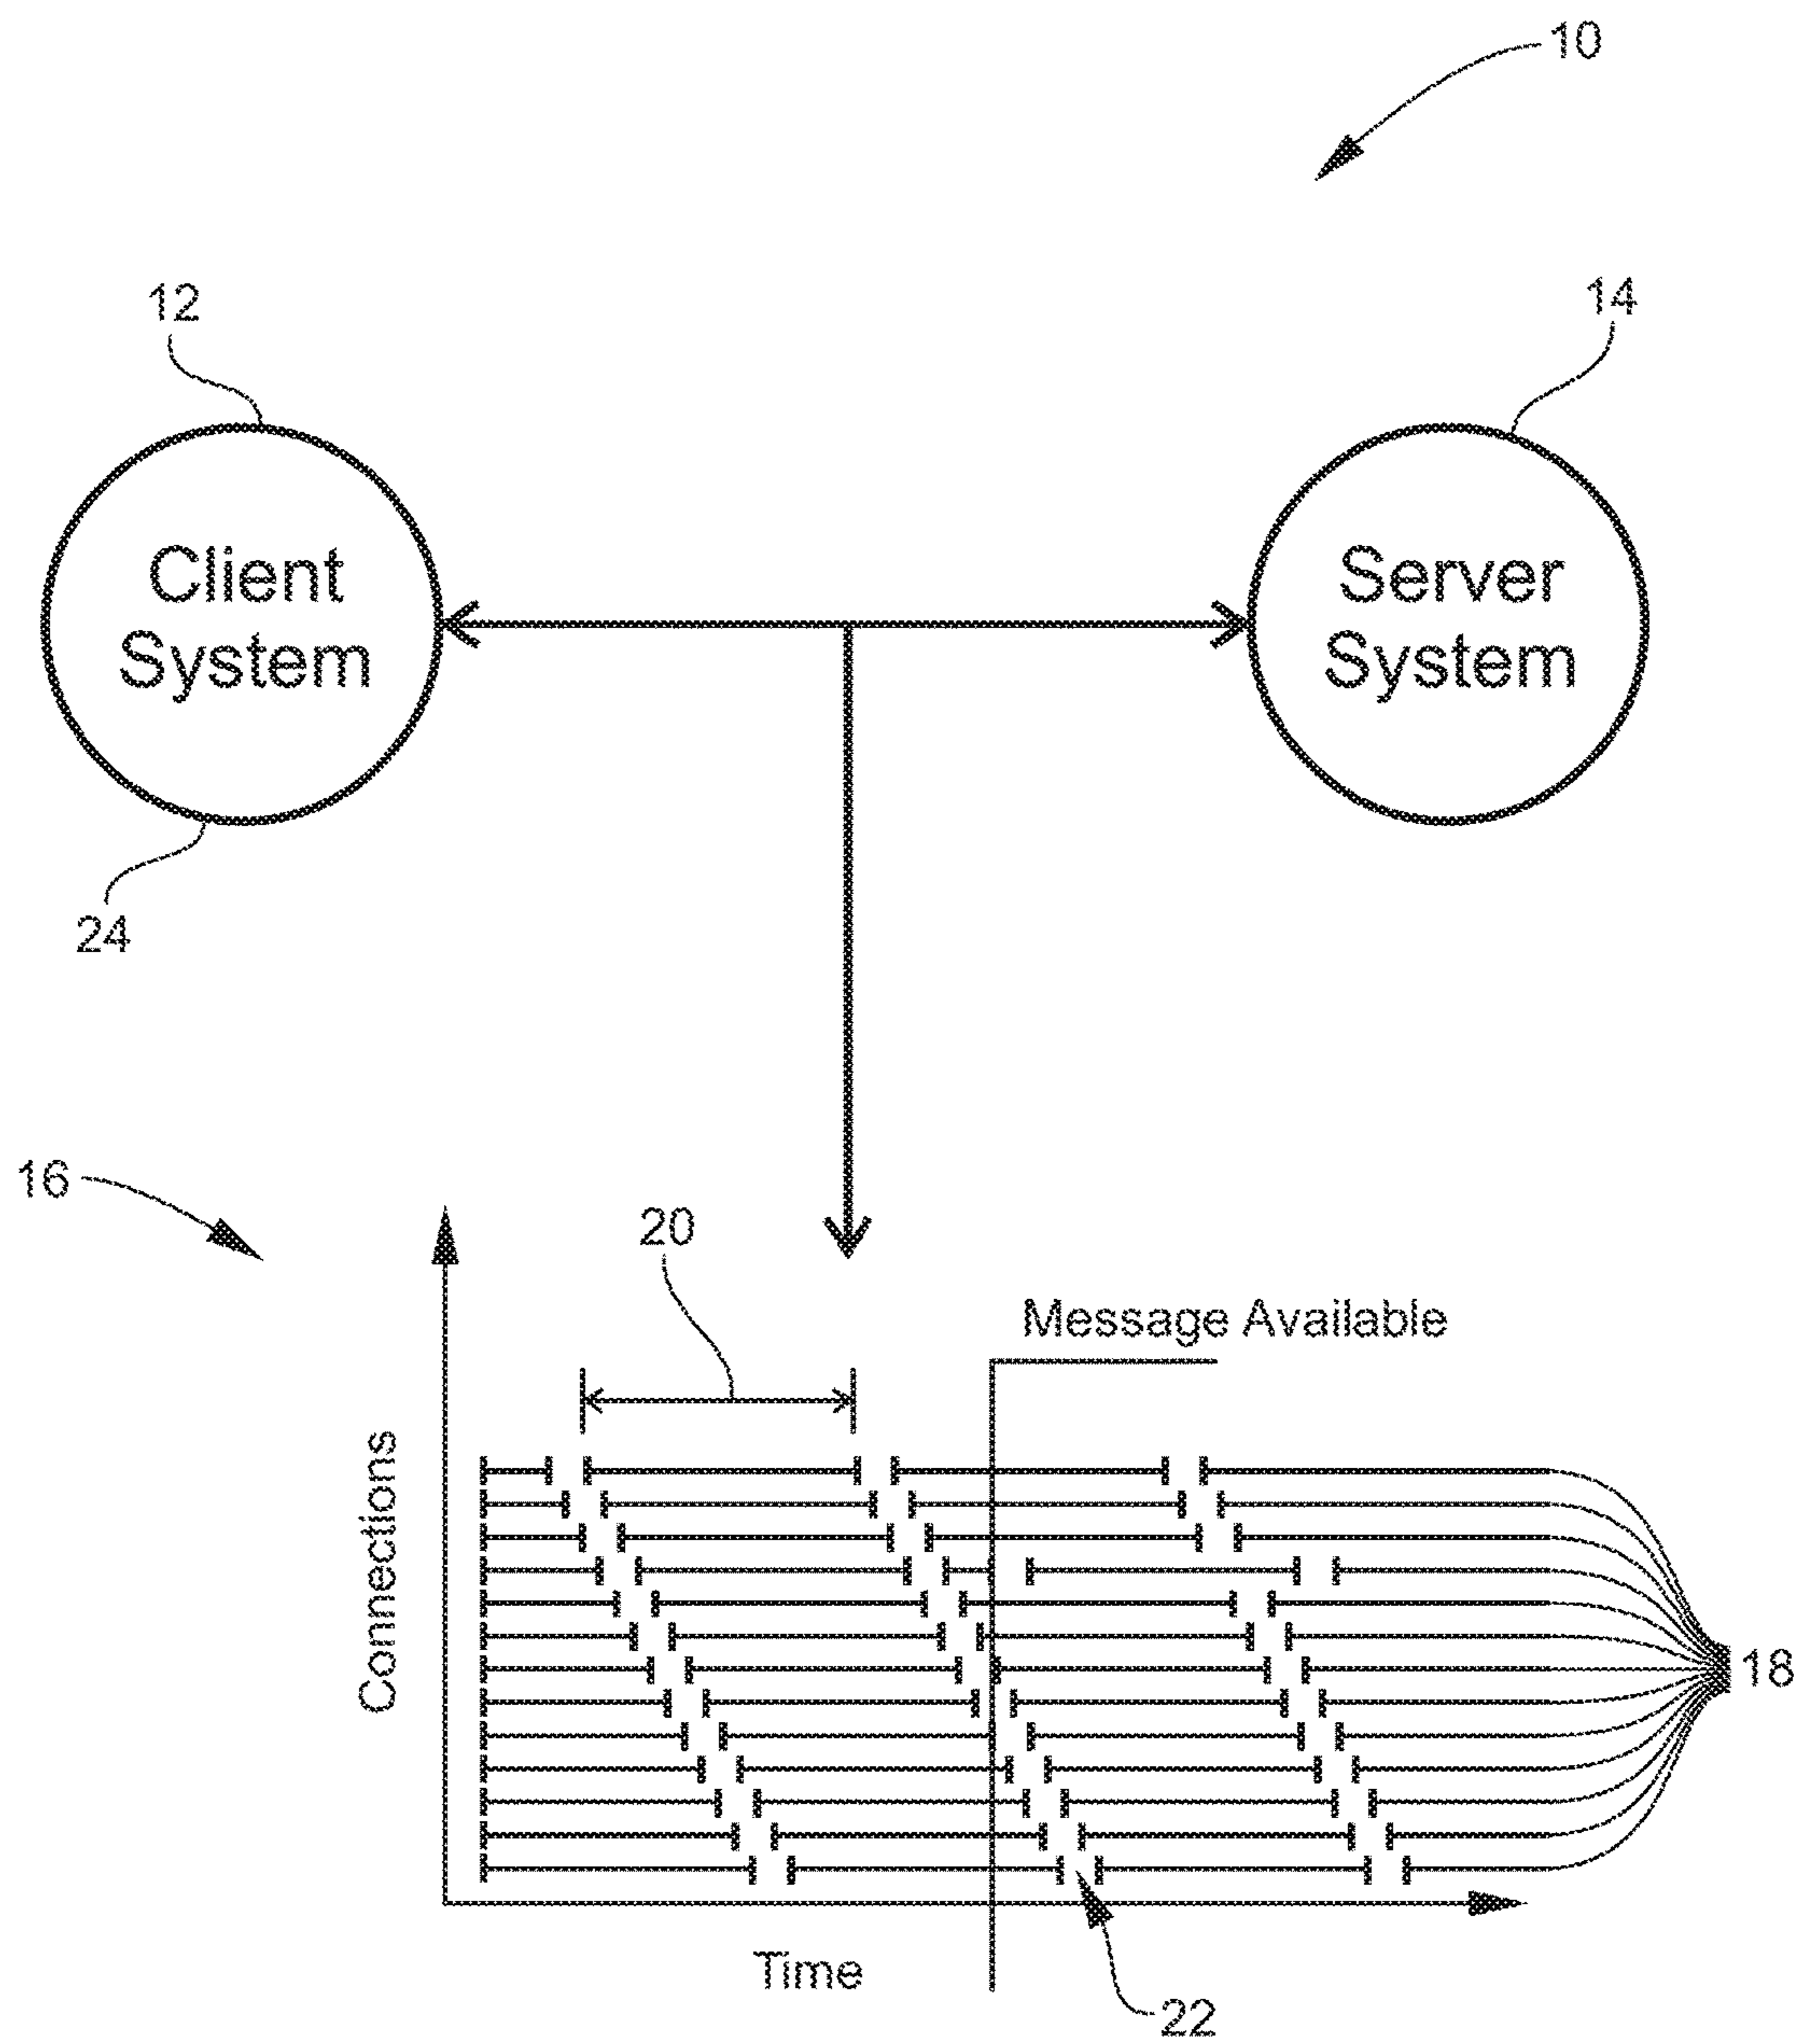 10
12
14
Client
System
Server
System
24
16
20
Message Available
Connections
18
Time
22